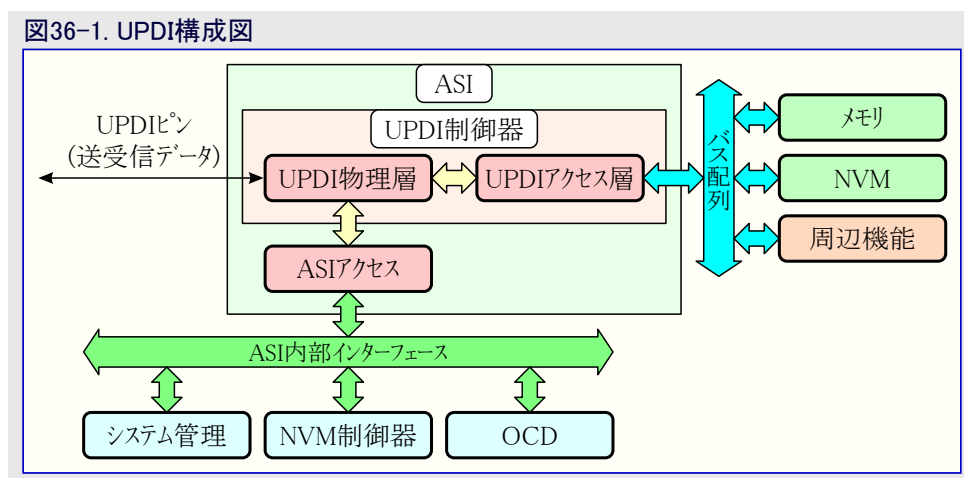 図36-1. UPDI構成図
ASI
UPDIﾋﾟﾝ
(送受信ﾃﾞｰﾀ)
UPDI制御器
UPDI物理層
UPDIｱｸｾｽ層
ASIｱｸｾｽ
バス配列
ﾒﾓﾘ
NVM
周辺機能
ASI内部ｲﾝﾀｰﾌｪｰｽ
ｼｽﾃﾑ管理
NVM制御器
OCD